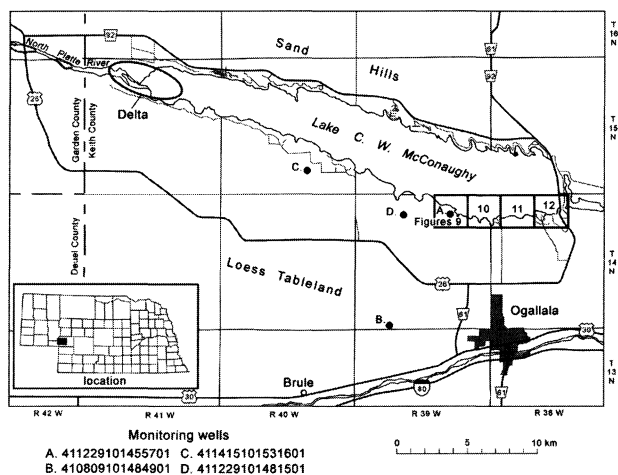 92
North Platte River
Sand
Hills
61
92
T
16
N
26
Delta
Garden County
Keith County
Lake C. W. McConaughy
T
15
N
C.
D.
A.
Figures 9
10
11
12
Deuel County
Loess Tableland
26
T
14
N
61
Ogallala
B.
30
location
Brule
30
80
61
T
13
N
R 42 W
R 41 W
R 40 W
R 39 W
R 38 W
Monitoring wells
A. 411229101455701 C. 411415101531601
B. 410809101484901 D. 411229101481501
0 5 10 km